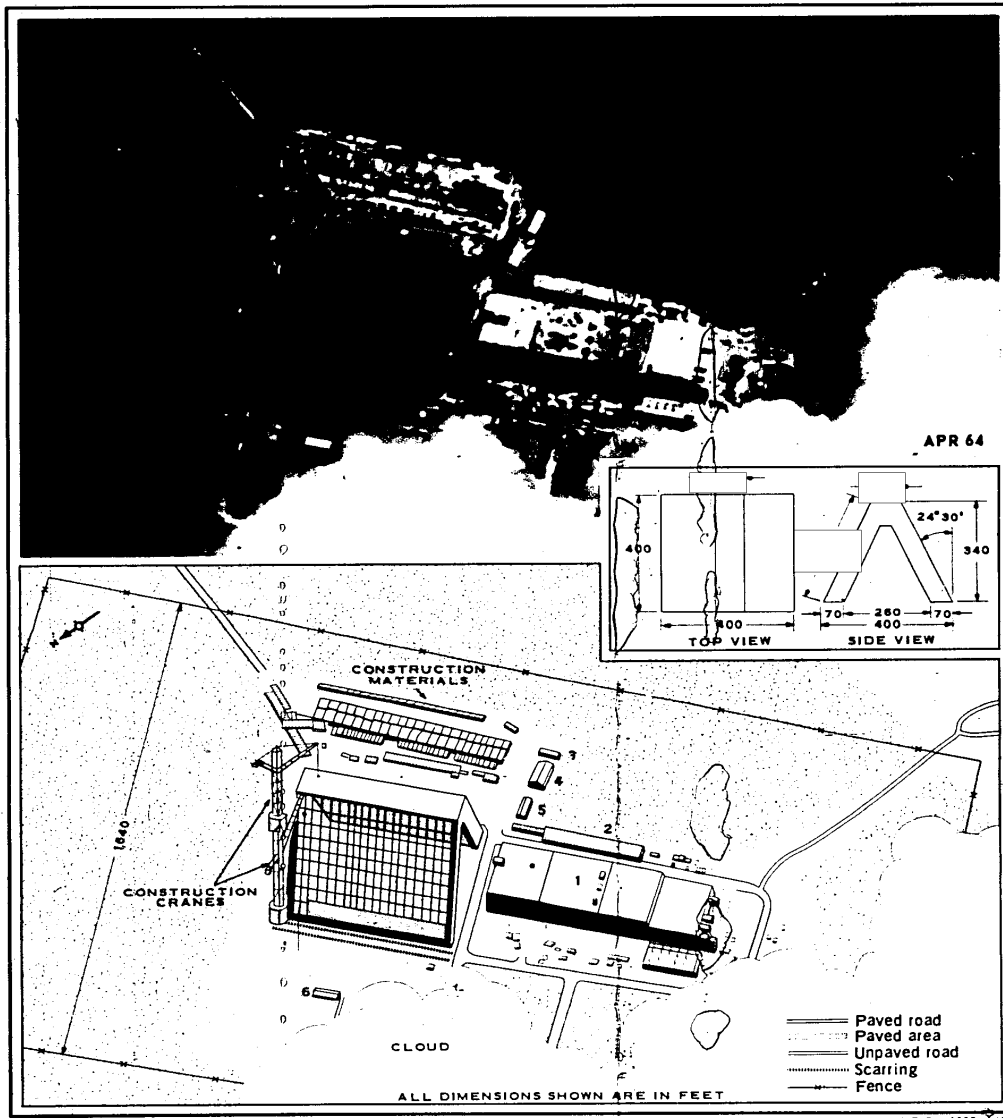 APR 64
400
400
TOP VIEW
24°30'
340
70
260
70
400
SIDE VIEW
N
CONSTRUCTION
MATERIALS
3
4
5
2
1
1,640
CONSTRUCTION
CRANES
6
CLOUD
Paved road
Paved area
Unpaved road
Scarring
Fence
ALL DIMENSIONS SHOWN ARE IN FEET